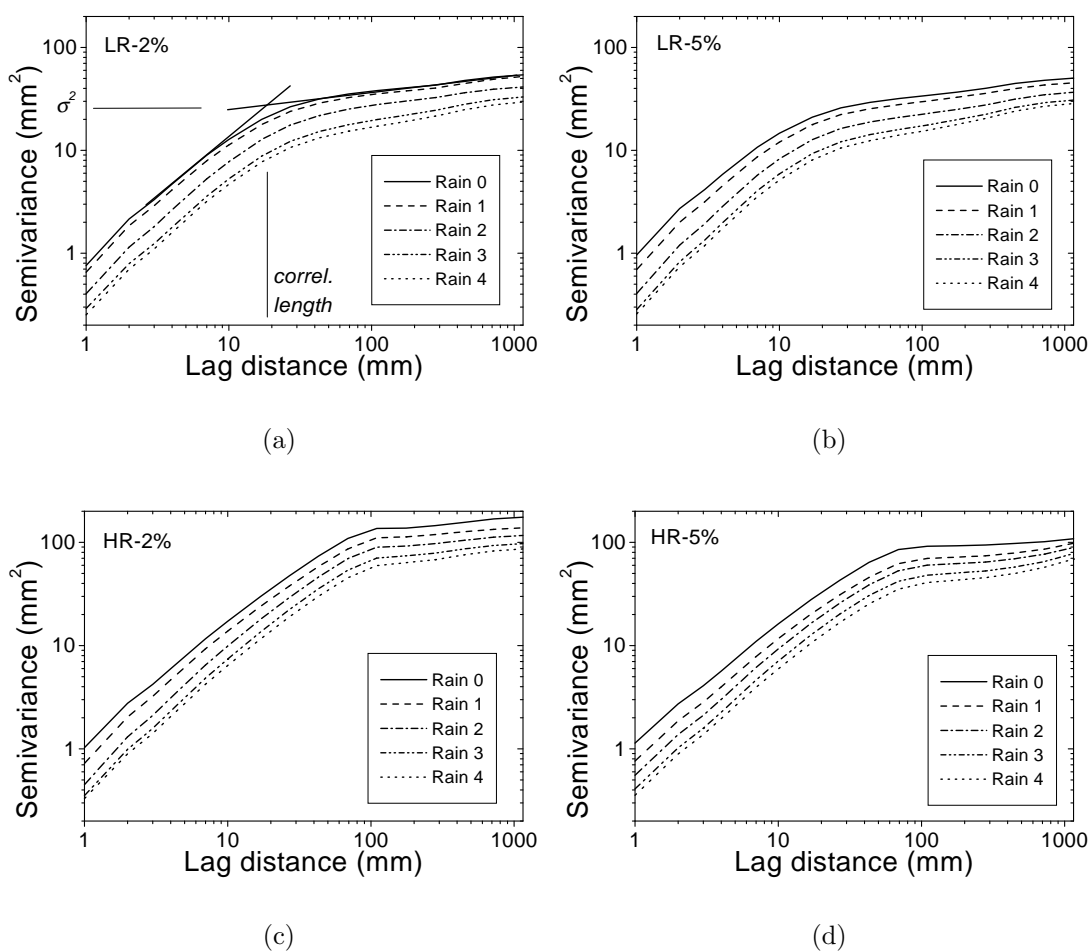 LR-2%
Semivariance (mm²)
100
10
1
σ²
correl.
length
Rain 0
Rain 1
Rain 2
Rain 3
Rain 4
1 10 100 1000
Lag distance (mm)
(a)
LR-5%
Semivariance (mm²)
100
10
1
Rain 0
Rain 1
Rain 2
Rain 3
Rain 4
1 10 100 1000
Lag distance (mm)
(b)
HR-2%
Semivariance (mm²)
100
10
1
Rain 0
Rain 1
Rain 2
Rain 3
Rain 4
1 10 100 1000
Lag distance (mm)
(c)
HR-5%
Semivariance (mm²)
100
10
1
Rain 0
Rain 1
Rain 2
Rain 3
Rain 4
1 10 100 1000
Lag distance (mm)
(d)